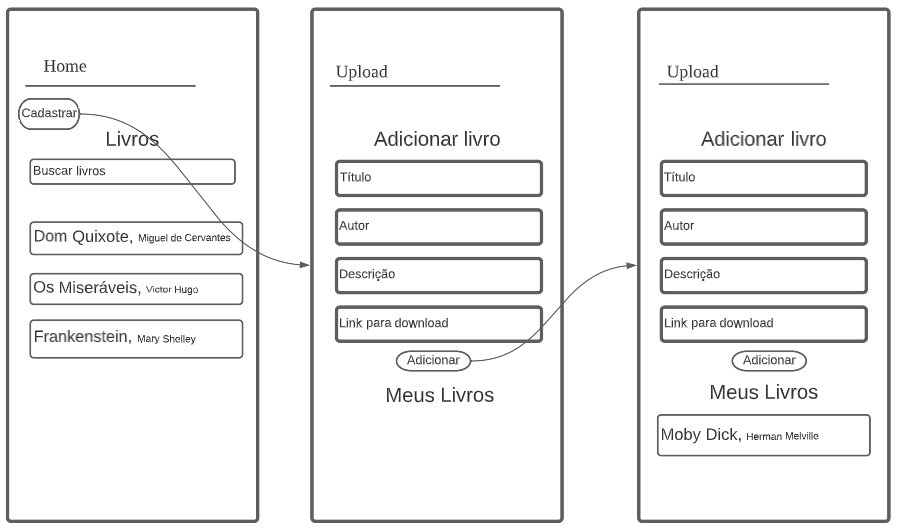 Home
Cadastrar
Livros
Buscar livros
Dom Quixote, Miguel de Cervantes
Os Miseráveis, Victor Hugo
Frankenstein, Mary Shelley
Upload
Adicionar livro
Título
Autor
Descrição
Link para download
Adicionar
Meus Livros
Upload
Adicionar livro
Título
Autor
Descrição
Link para download
Adicionar
Meus Livros
Moby Dick, Herman Melville